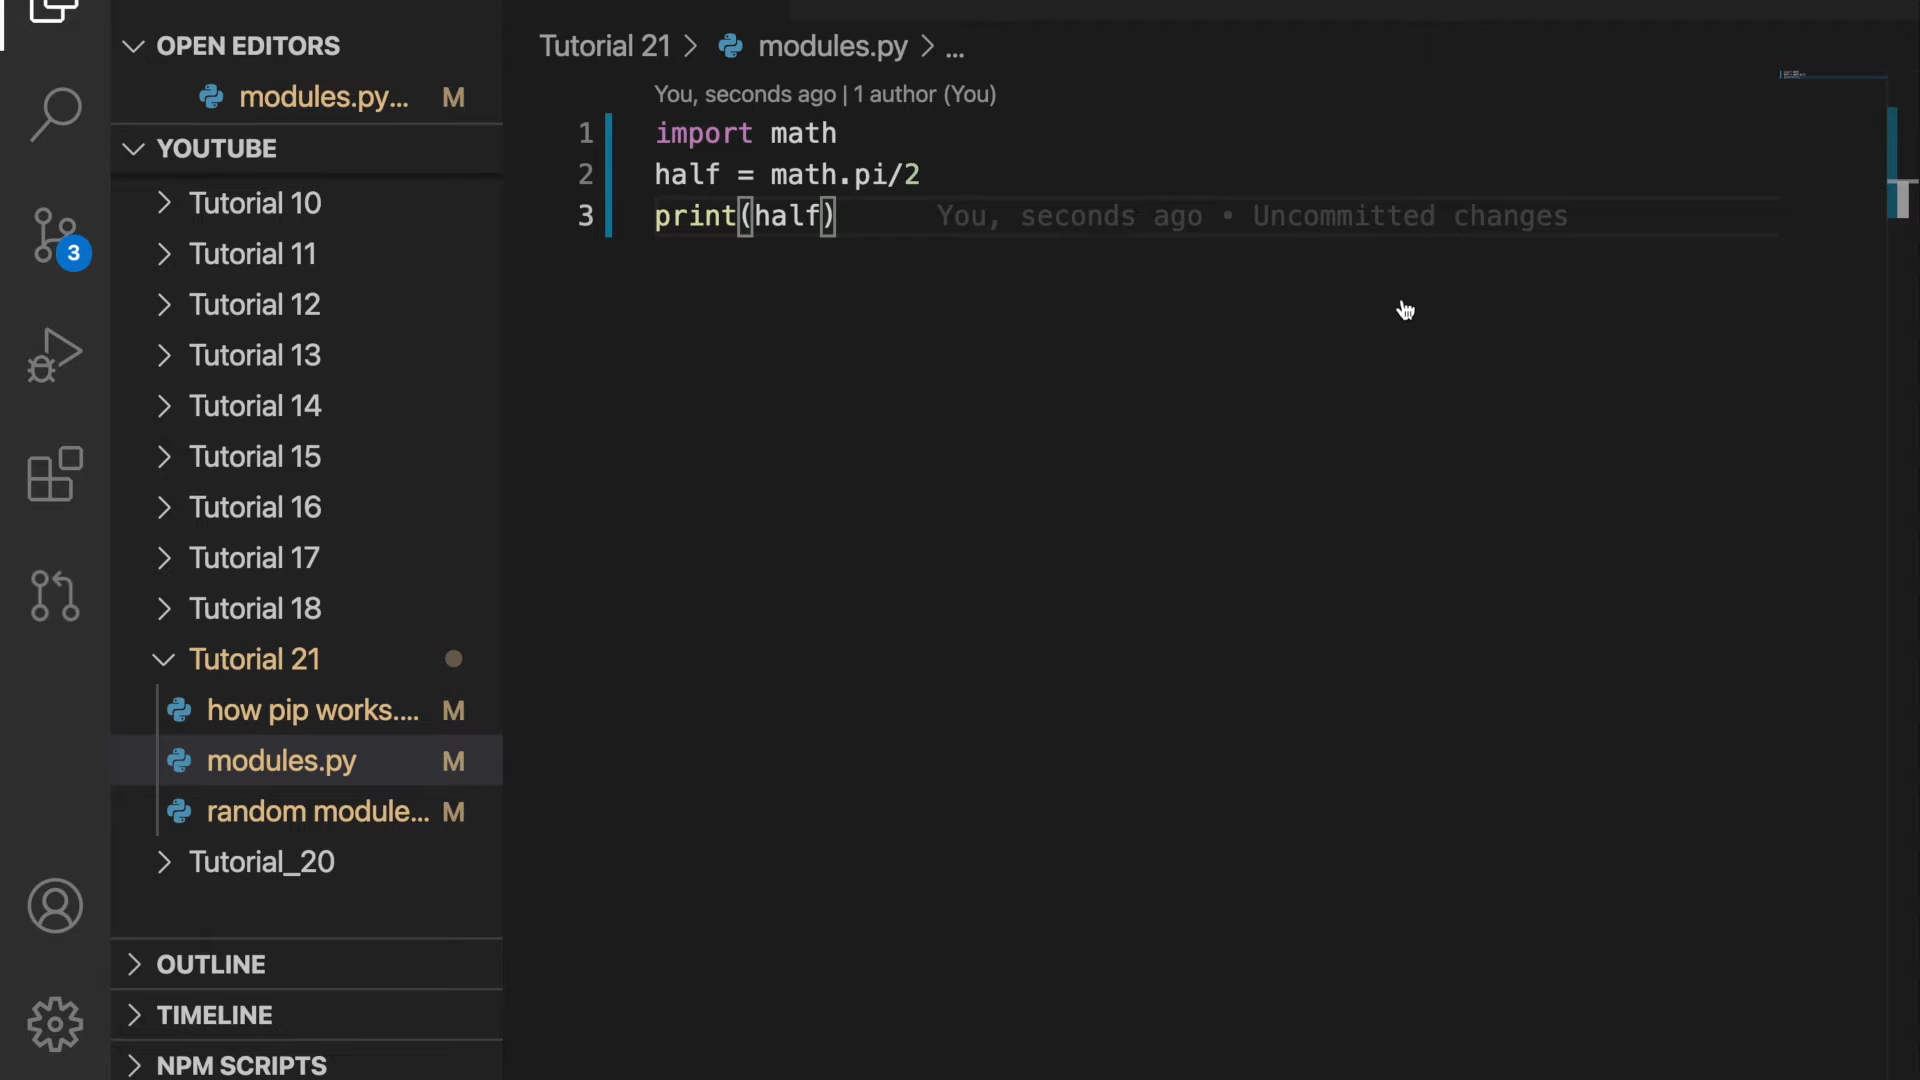 OPEN EDITORS
modules.py... M
YOUTUBE
Tutorial 10
Tutorial 11
Tutorial 12
Tutorial 13
Tutorial 14
Tutorial 15
Tutorial 16
Tutorial 17
Tutorial 18
Tutorial 21
how pip works.... M
modules.py M
random module... M
Tutorial_20
OUTLINE
TIMELINE
NPM SCRIPTS
3
Tutorial 21 > modules.py > ...
You, seconds ago | 1 author (You)
1 import math
2 half = math.pi/2
3 print(half) You, seconds ago • Uncommitted changes